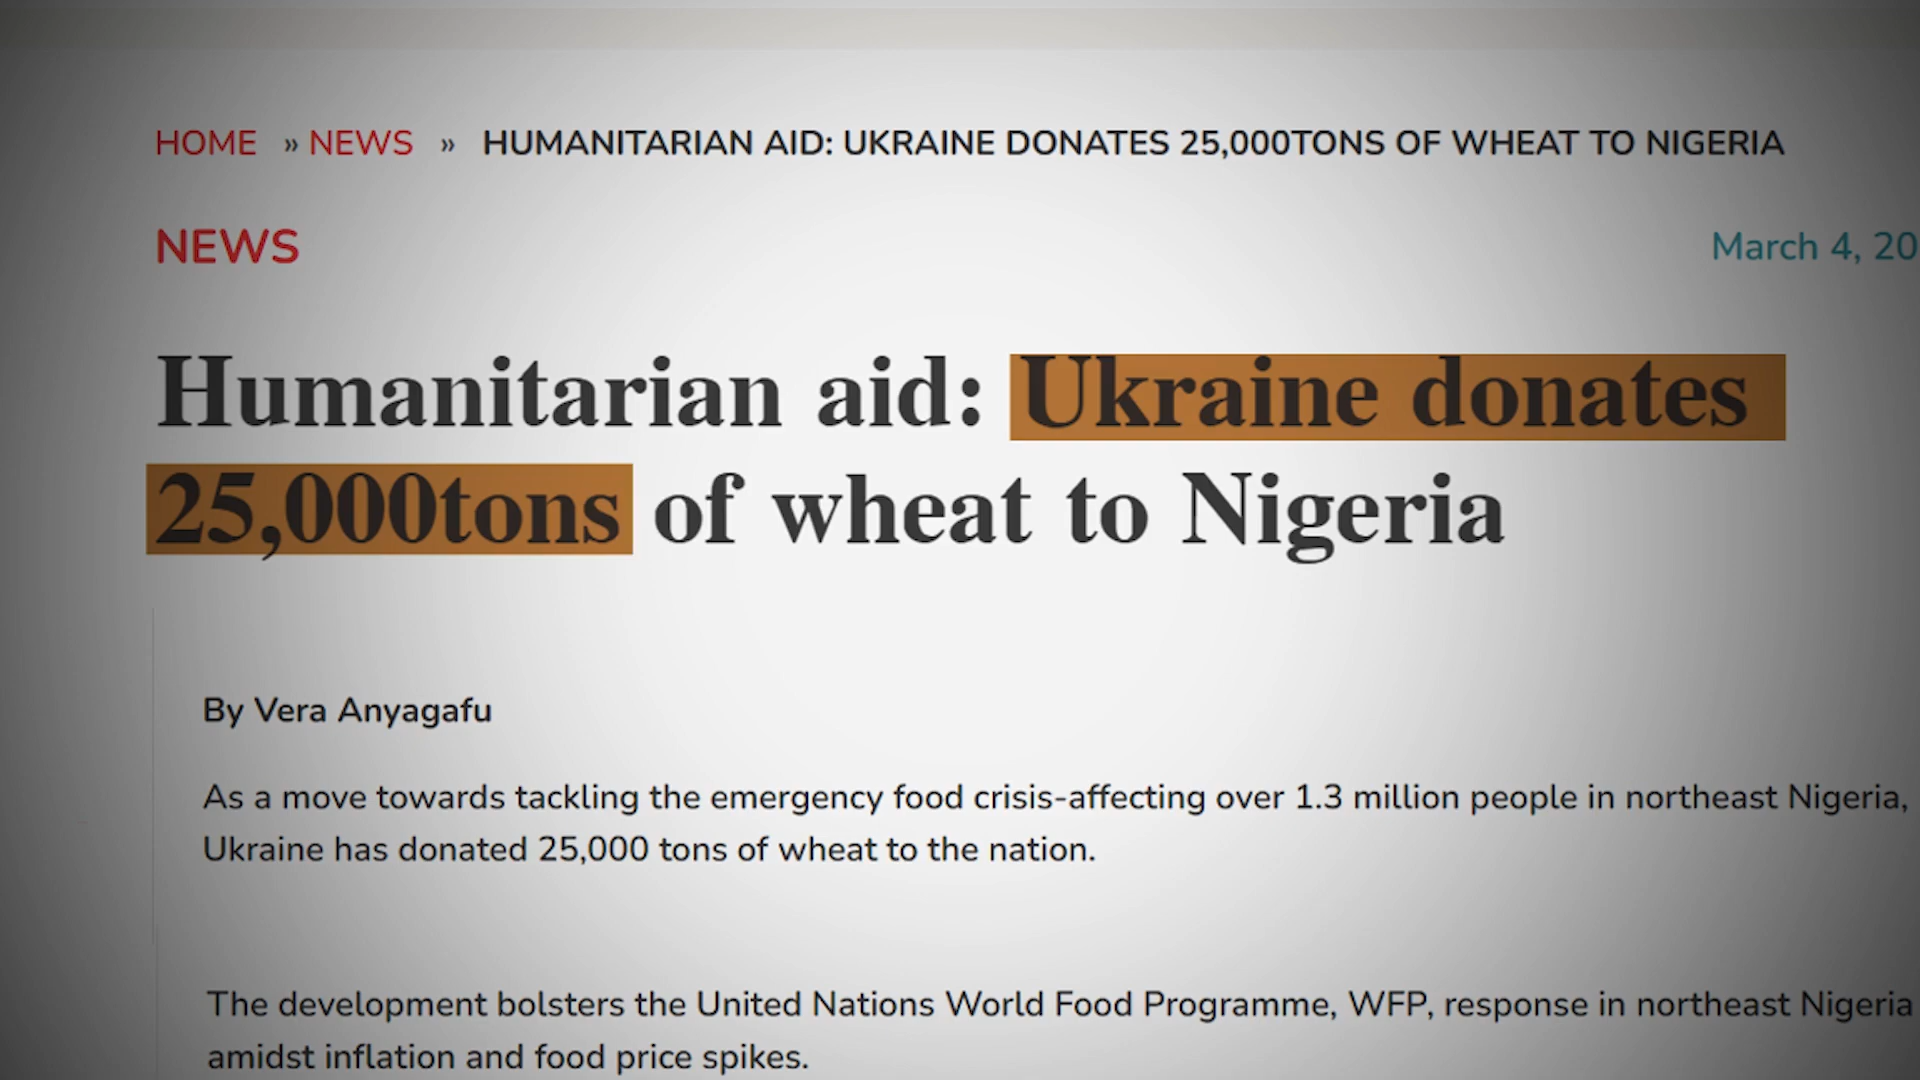 HOME » NEWS » HUMANITARIAN AID: UKRAINE DONATES 25,000TONS OF WHEAT TO NIGERIA
NEWS
March 4, 20
Humanitarian aid: Ukraine donates
25,000tons of wheat to Nigeria
By Vera Anyagafu
As a move towards tackling the emergency food crisis-affecting over 1.3 million people in northeast Nigeria,
Ukraine has donated 25,000 tons of wheat to the nation.
The development bolsters the United Nations World Food Programme, WFP, response in northeast Nigeria
amidst inflation and food price spikes.